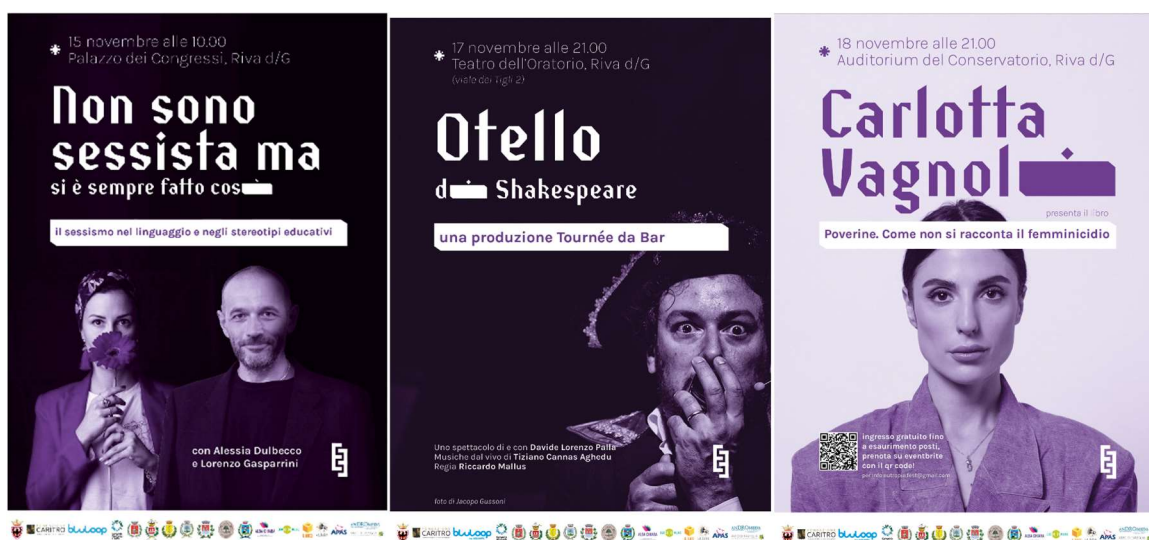 15 novembre alle 10.00
Palazzo dei Congressi, Riva d/G
Non sono
sessista ma
si è sempre fatto così
il sessismo nel linguaggio e negli stereotipi educativi
con Alessia Dulbecco
e Lorenzo Gasparrini
17 novembre alle 21.00
Teatro dell'Oratorio, Riva d/G
(viale dei Tigli 2)
Otello
di Shakespeare
una produzione Tournée da Bar
Uno spettacolo di e con Davide Lorenzo Palla
Musiche dal vivo di Tiziano Cannas Aghedu
Regia Riccardo Mallus
foto di Jacopo Gussoni
18 novembre alle 21.00
Auditorium del Conservatorio, Riva d/G
Carlotta
Vagnoli
presenta il libro
Poverine. Come non si racconta il femminicidio
ingresso gratuito fino
a esaurimento posti,
prenota su eventbrite
con il qr code!
CARITRO bluloop APAS
CARITRO bluloop APAS
CARITRO bluloop APAS